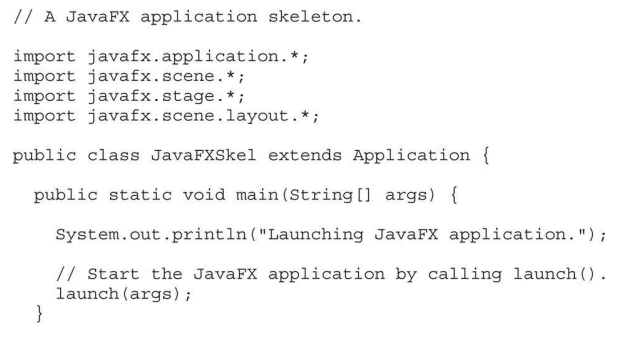 // A JavaFX application skeleton.
import javafx.application.*;
import javafx.scene.*;
import javafx.stage.*;
import javafx.scene.layout.*;
public class JavaFXSkel extends Application {
public static void main(String[] args) {
System.out.println("Launching JavaFX application.");
// Start the JavaFX application by calling launch().
launch(args);
}